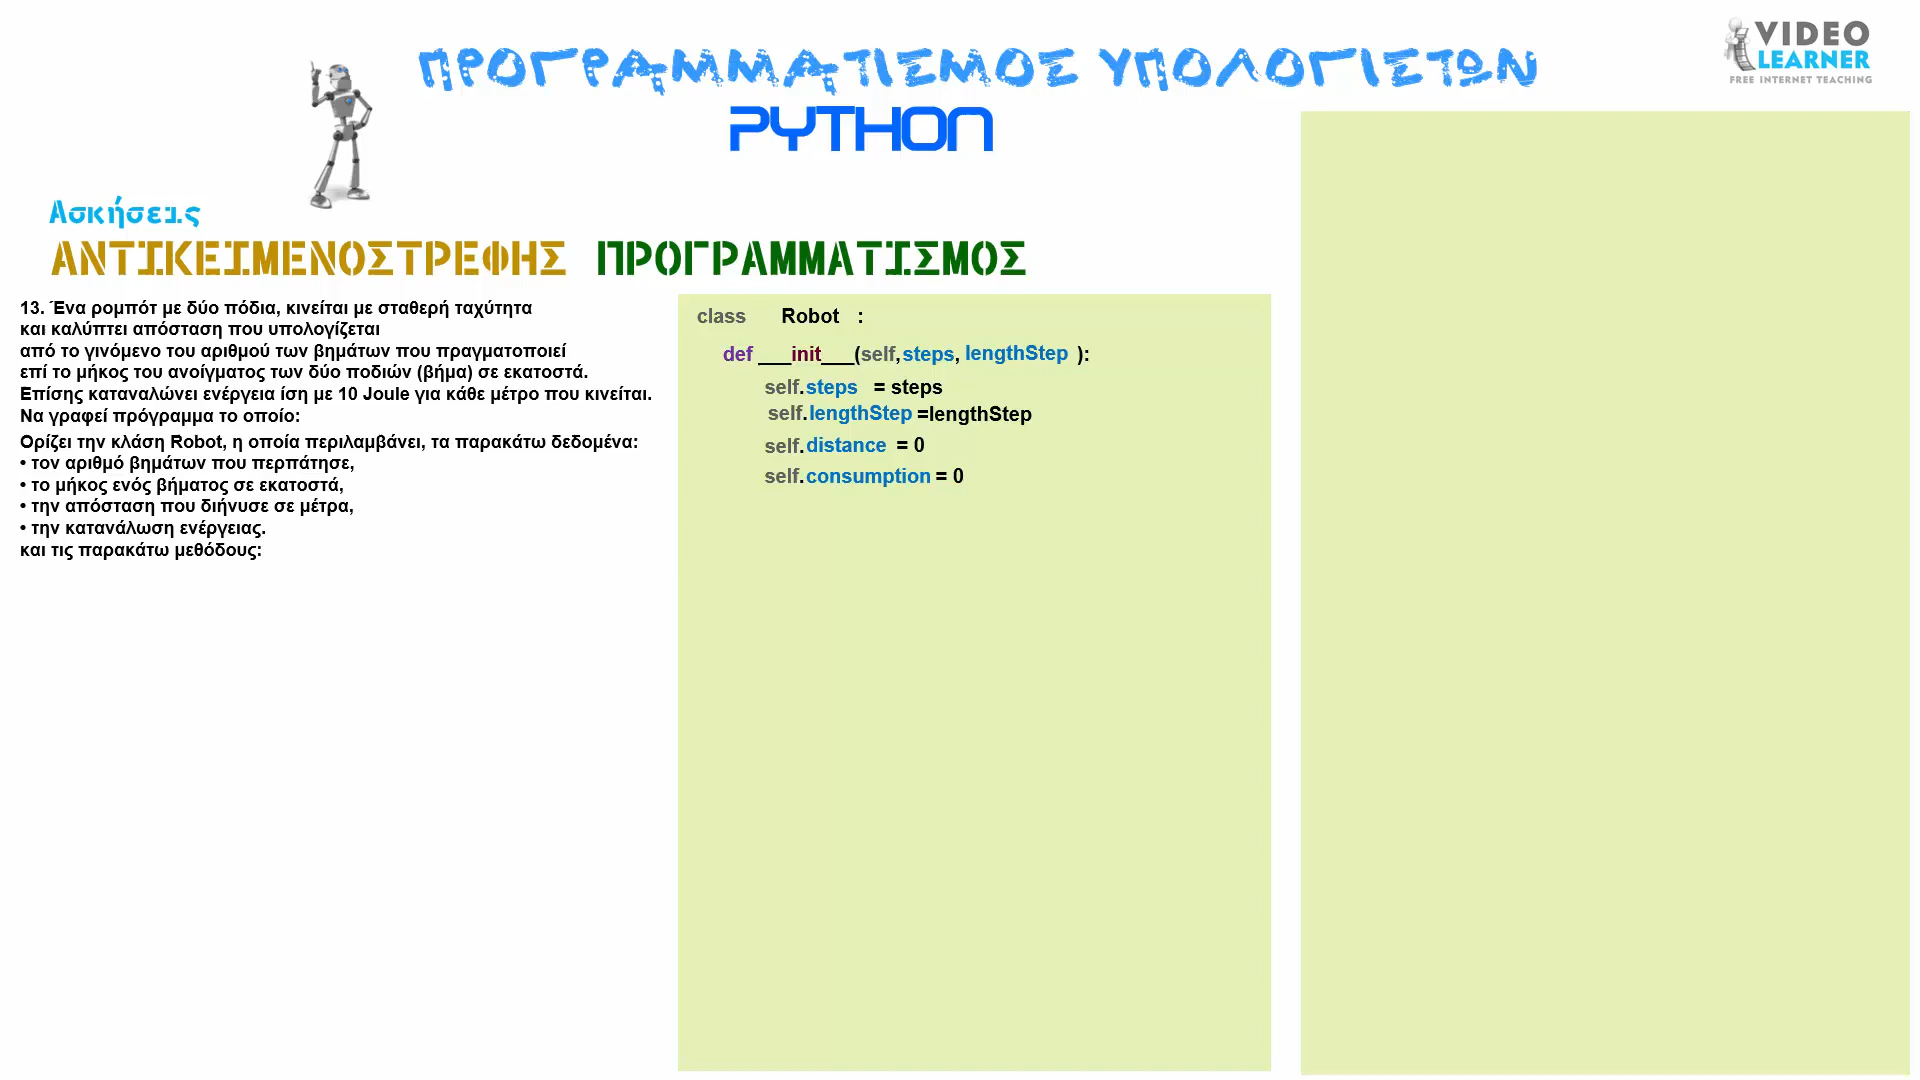 ΠΡΟΓΡΑΜΜΑΤΙΣΜΟΣ ΥΠΟΛΟΓΙΣΤΩΝ
PYTHON
VIDEO
LEARNER
FREE INTERNET TEACHING
Ασκήσεις
ΑΝΤΙΚΕΙΜΕΝΟΣΤΡΕΦΗΣ ΠΡΟΓΡΑΜΜΑΤΙΣΜΟΣ
13. Ένα ρομπότ με δύο πόδια, κινείται με σταθερή ταχύτητα
και καλύπτει απόσταση που υπολογίζεται
από το γινόμενο του αριθμού των βημάτων που πραγματοποιεί
επί το μήκος του ανοίγματος των δύο ποδιών (βήμα) σε εκατοστά.
Επίσης καταναλώνει ενέργεια ίση με 10 Joule για κάθε μέτρο που κινείται.
Να γραφεί πρόγραμμα το οποίο:
Ορίζει την κλάση Robot, η οποία περιλαμβάνει, τα παρακάτω δεδομένα:
• τον αριθμό βημάτων που περπάτησε,
• το μήκος ενός βήματος σε εκατοστά,
• την απόσταση που διήνυσε σε μέτρα,
• την κατανάλωση ενέργειας.
και τις παρακάτω μεθόδους:
class Robot :
def ___init___(self,steps, lengthStep ):
self.steps = steps
self.lengthStep =lengthStep
self.distance = 0
self.consumption = 0